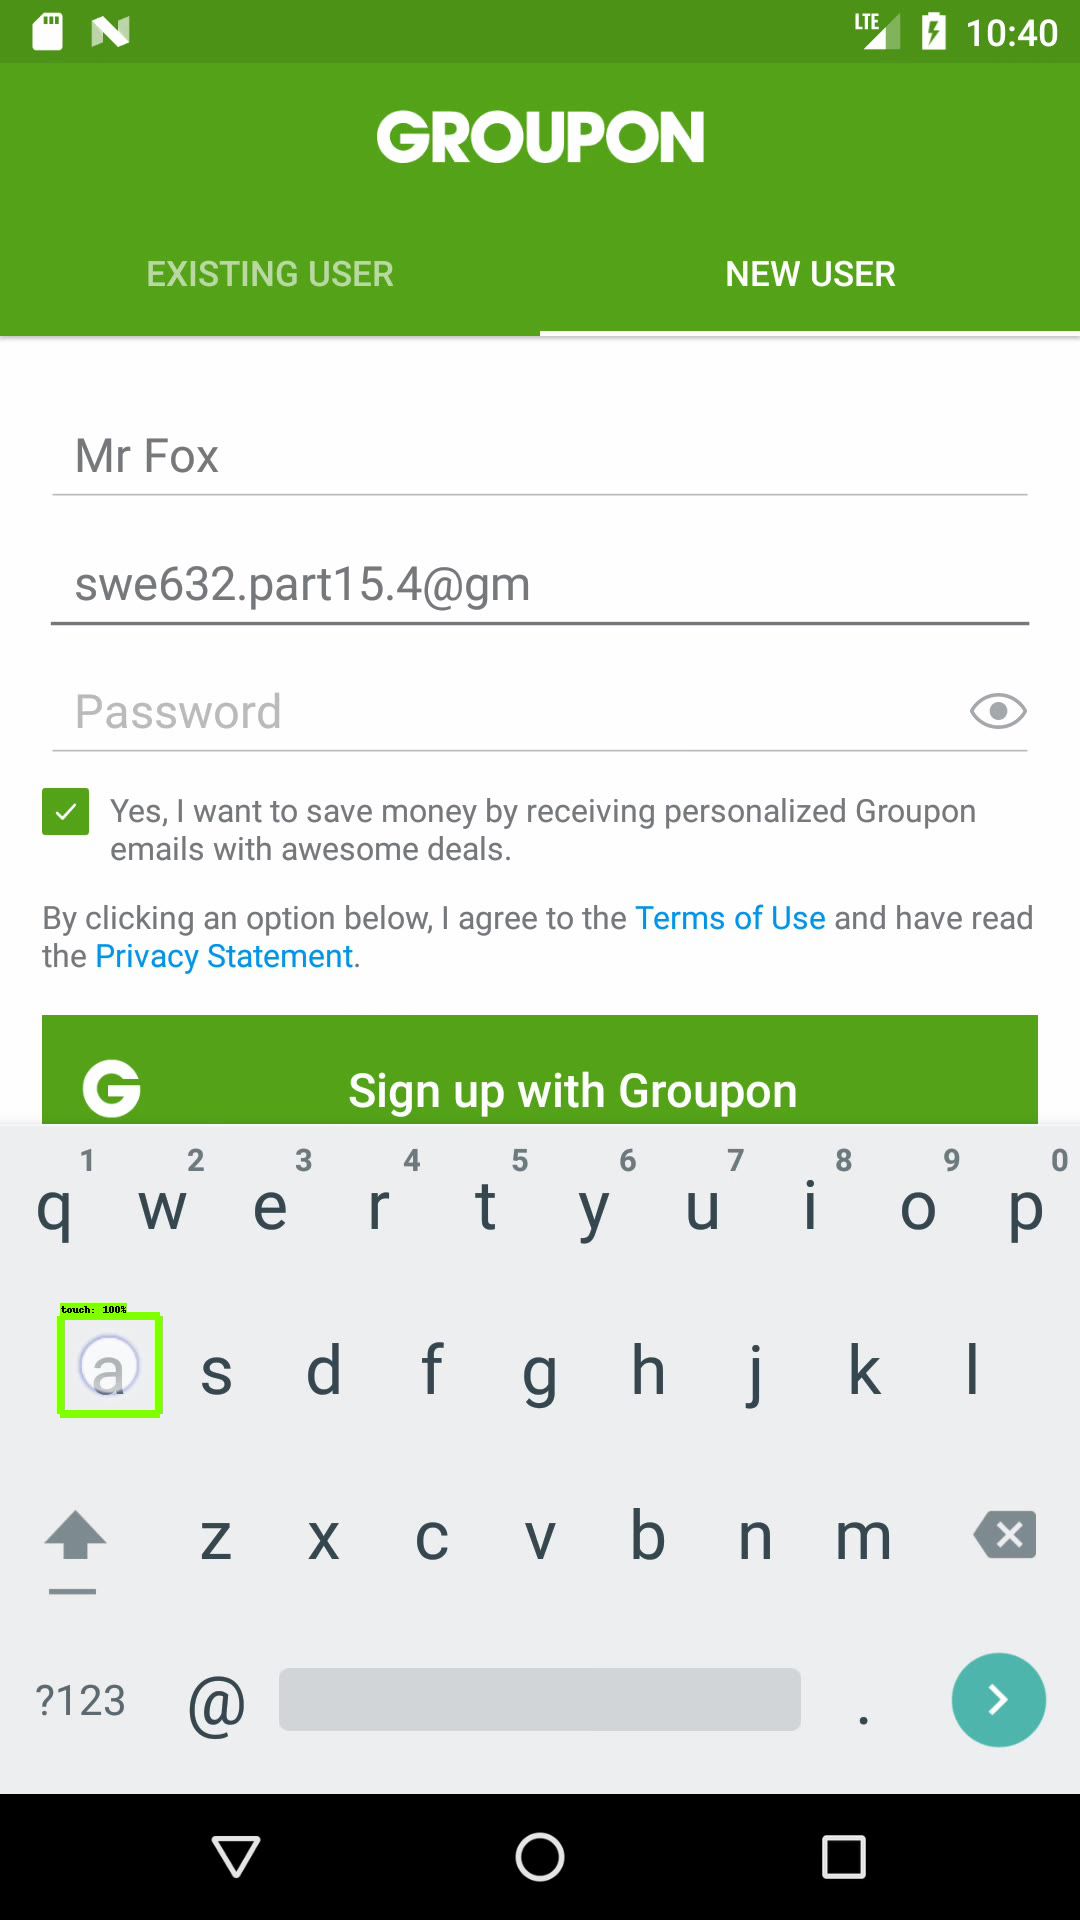 LTE 10:40
GROUPON
EXISTING USER NEW USER
Mr Fox
swe632.part15.4@gm
Password
Yes, I want to save money by receiving personalized Groupon
emails with awesome deals.
By clicking an option below, I agree to the Terms of Use and have read
the Privacy Statement.
G Sign up with Groupon
1 2 3 4 5 6 7 8 9 0
q w e r t y u i o p
touch: 100%
a s d f g h j k l
z x c v b n m
?123 @ .